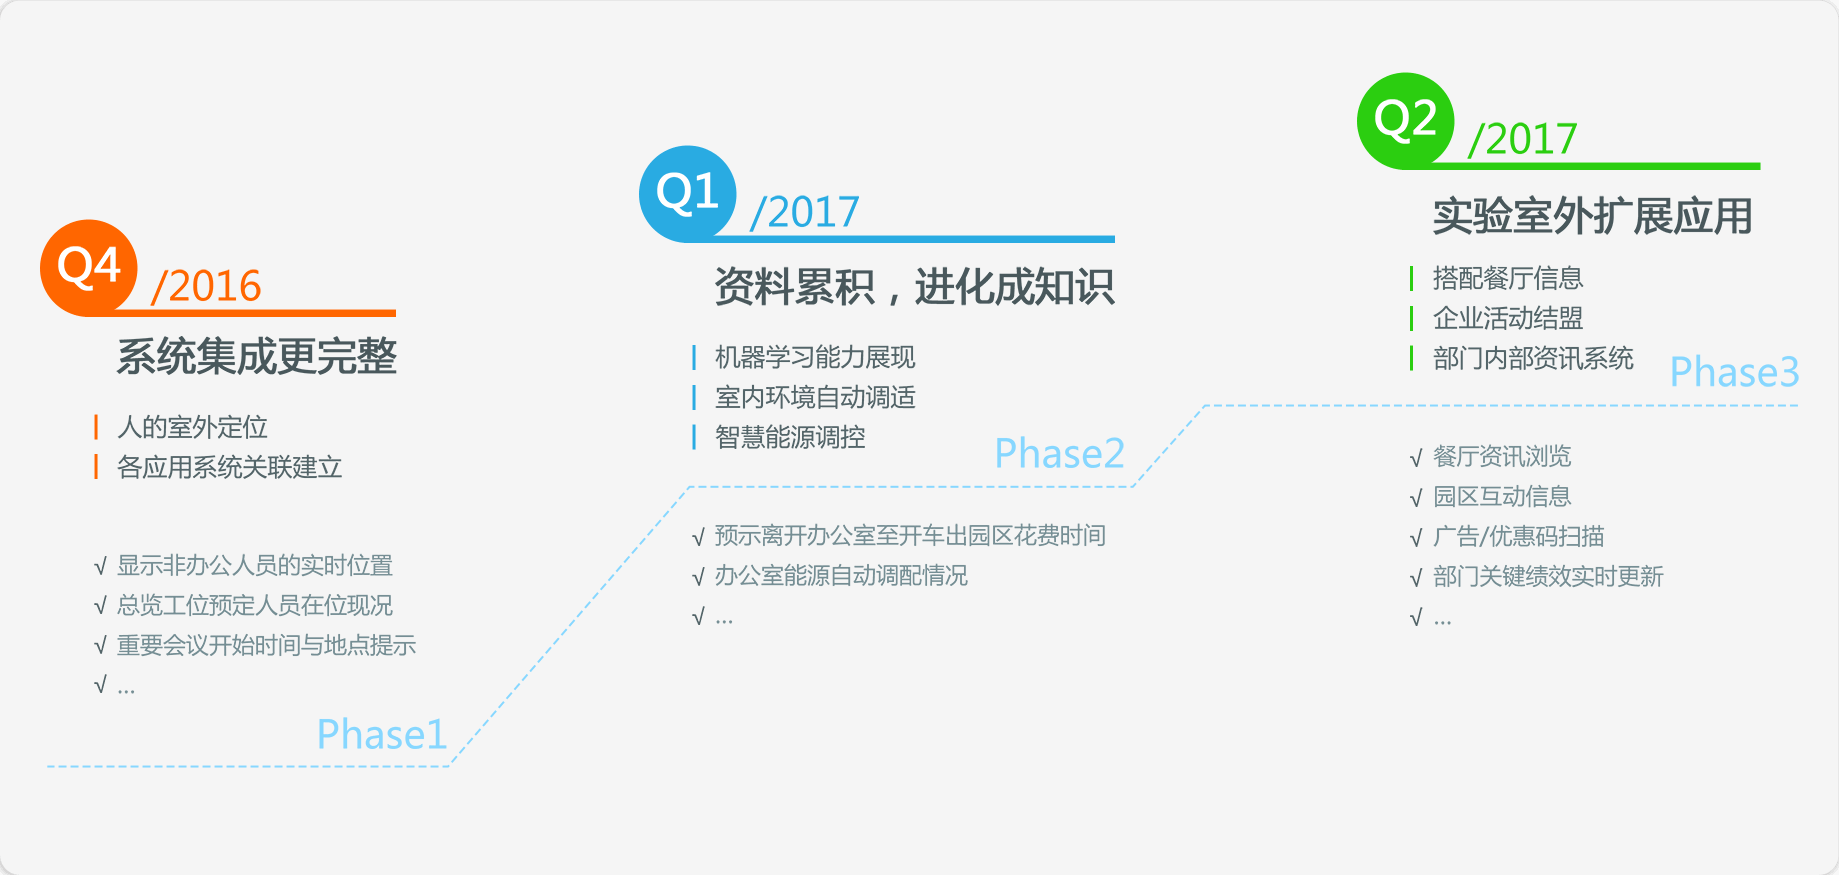 Q4 /2016
系统集成更完整
人的室外定位
各应用系统关联建立
√ 显示非办公人员的实时位置
√ 总览工位预定人员在位现况
√ 重要会议开始时间与地点提示
√ ...
Phase1
Q1 /2017
资料累积，进化成知识
机器学习能力展现
室内环境自动调适
智慧能源调控
Phase2
√ 预示离开办公室至开车出园区花费时间
√ 办公室能源自动调配情况
√ ...
Q2 /2017
实验室外扩展应用
搭配餐厅信息
企业活动结盟
部门内部资讯系统
Phase3
√ 餐厅资讯浏览
√ 园区互动信息
√ 广告/优惠码扫描
√ 部门关键绩效实时更新
√ ...